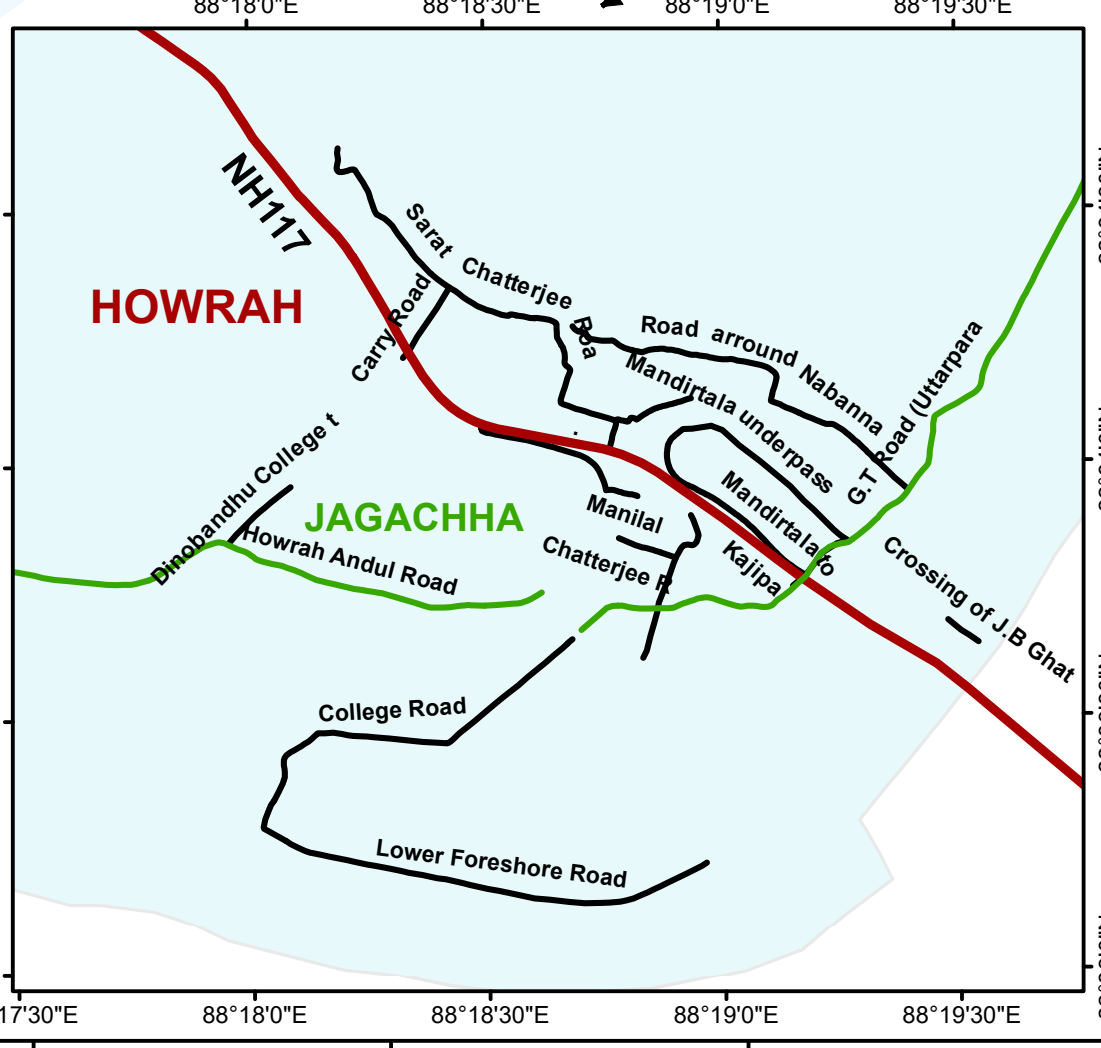 88°18'0"E 88°18'30"E 88°19'0"E 88°19'30"E
NH117
Sarat Chatterjee Roa
HOWRAH
Carry Road
Road arround Nabanna
Mandirtala underpass
G.T Road (Uttarpara
Dinobandhu College t
JAGACHHA
Howrah Andul Road
Manilal
Chatterjee R
Mandirtala to
Kajipa
Crossing of J.B Ghat
College Road
Lower Foreshore Road
17'30"E 88°18'0"E 88°18'30"E 88°19'0"E 88°19'30"E